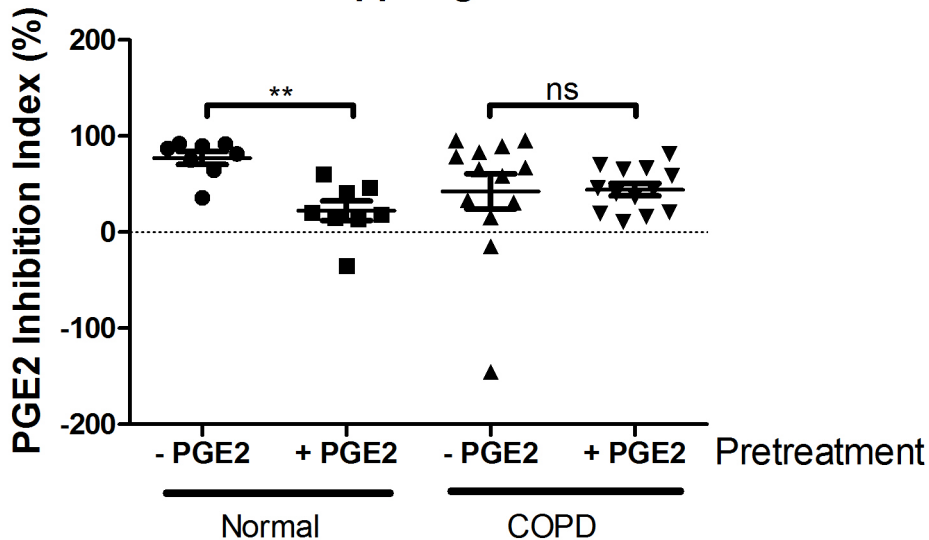 PGE2 Inhibition Index (%)
200
100
0
-100
-200
**
ns
- PGE2 + PGE2 - PGE2 + PGE2 Pretreatment
Normal COPD